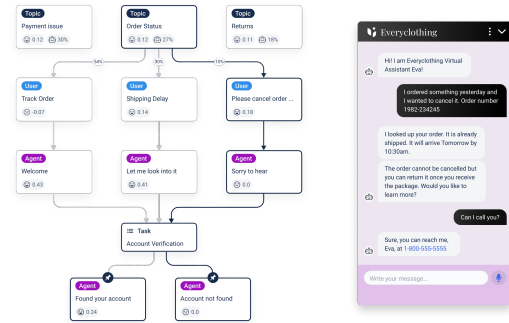 Topic
Payment issue
0.12 30%
Topic
Order Status
0.12 27%
Topic
Returns
0.11 18%
54%
30%
10%
User
Track Order
-0.07
User
Shipping Delay
0.14
User
Please cancel order ...
0.18
Agent
Welcome
0.43
Agent
Let me look into it
0.41
Agent
Sorry to hear
0.0
Task
Account Verification
Agent
Found your account
0.24
Agent
Account not found
0.0
Everyclothing
Hi! I am Everyclothing Virtual
Assistant Eva!
I ordered something yesterday and
I wanted to cancel it. Order number
1982-234245
I looked up your order. It is already
shipped. It will arrive Tomorrow by
10:30am.
The order cannot be cancelled but
you can return it once you receive
the package. Would you like to
learn more?
Can I call you?
Sure, you can reach me,
Eva, at 1-800-555-5555
Write your message...